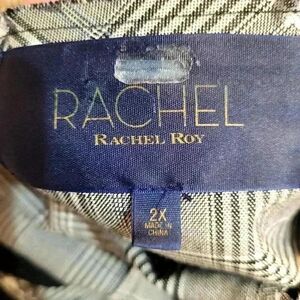 RACHEL
RACHEL ROY
2X
MADE IN
CHINA